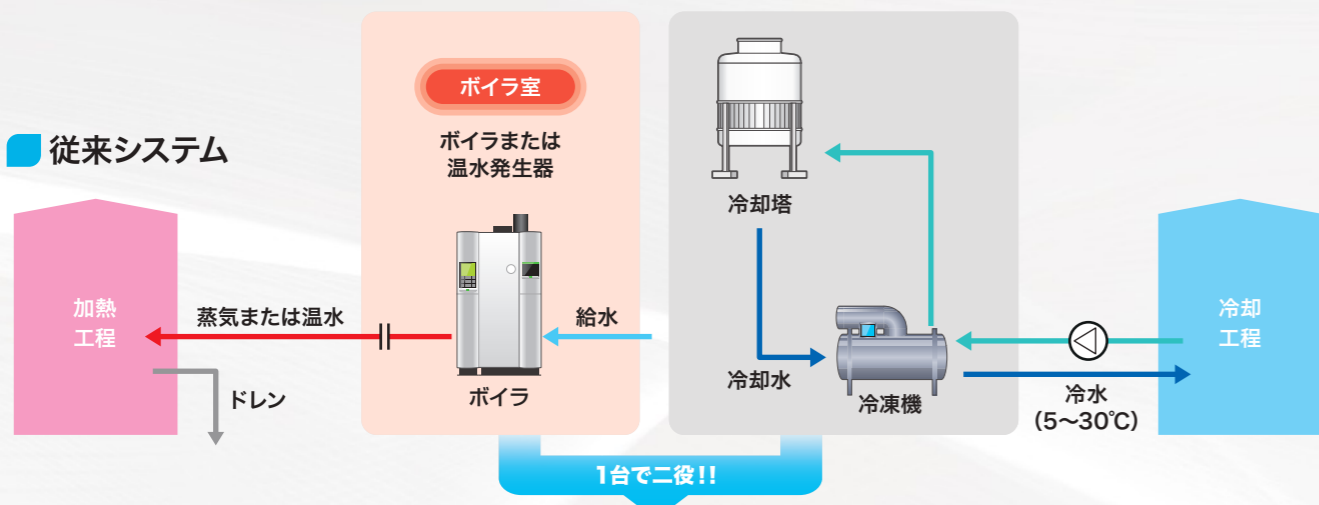 従来システム
ボイラ室
ボイラまたは
温水発生器
加熱
工程
蒸気または温水
ドレン
給水
ボイラ
冷却塔
冷却水
冷凍機
冷水
(5〜30℃)
冷却
工程
1台で二役!!